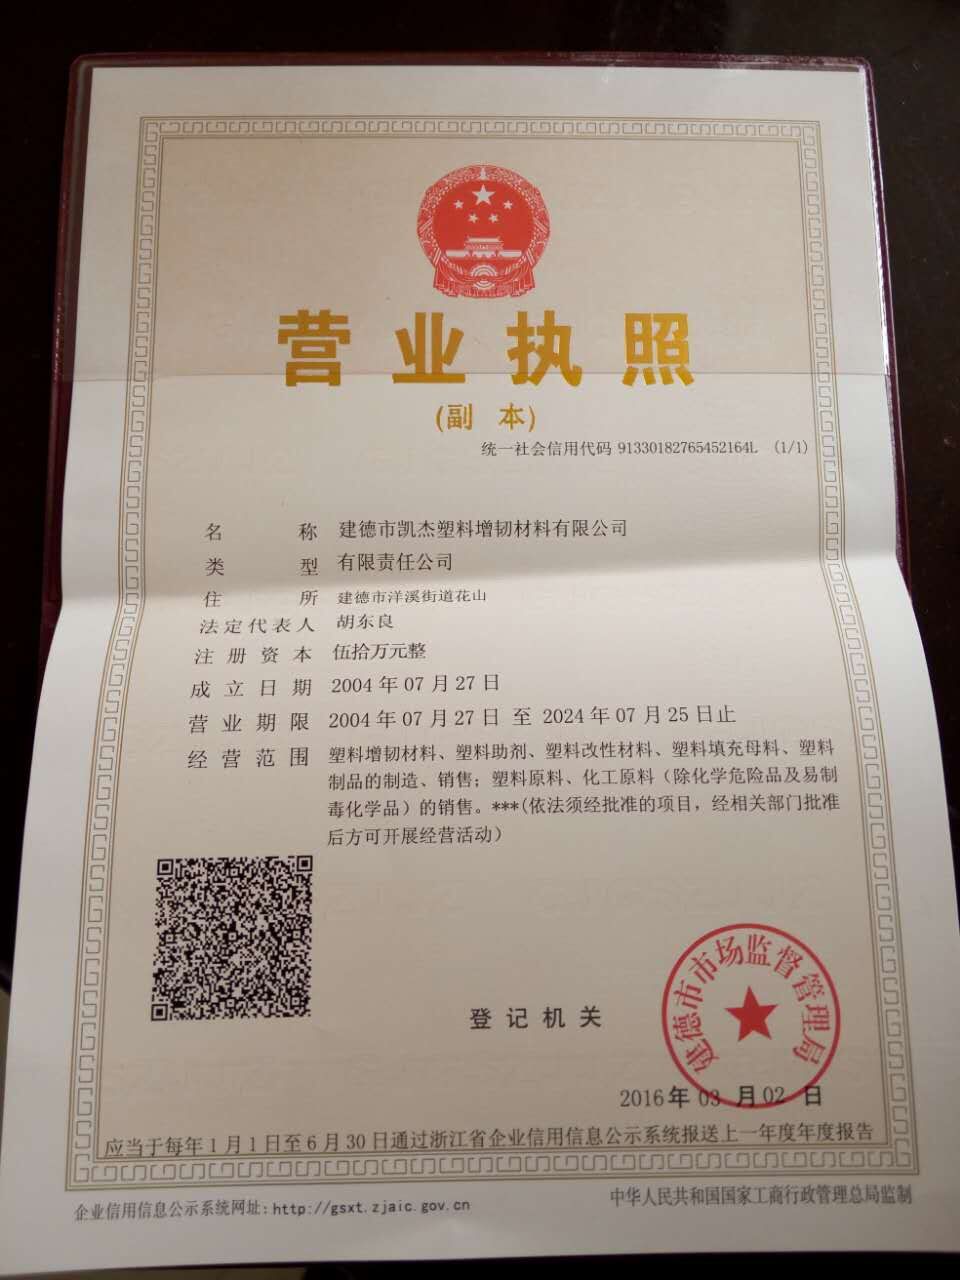 营业执照
(副 本)
统一社会信用代码 91330182765452164L (1/1)
名 称 建德市凯杰塑料增韧材料有限公司
类 型 有限责任公司
住 所 建德市洋溪街道花山
法定代表人 胡东良
注册资本 伍拾万元整
成立日期 2004年07月27日
营业期限 2004年07月27日 至 2024年07月25日止
经营范围 塑料增韧材料、塑料助剂、塑料改性材料、塑料填充母料、塑料
制品的制造、销售；塑料原料、化工原料（除化学危险品及易制
毒化学品）的销售。***(依法须经批准的项目，经相关部门批准
后方可开展经营活动）
建德市市场监督管理局
登记机关
2016年 03 月 02 日
应当于每年1月1日至6月30日通过浙江省企业信用信息公示系统报送上一年度年度报告
企业信用信息公示系统网址：http://gsxt.zjaic.gov.cn
中华人民共和国国家工商行政管理总局监制